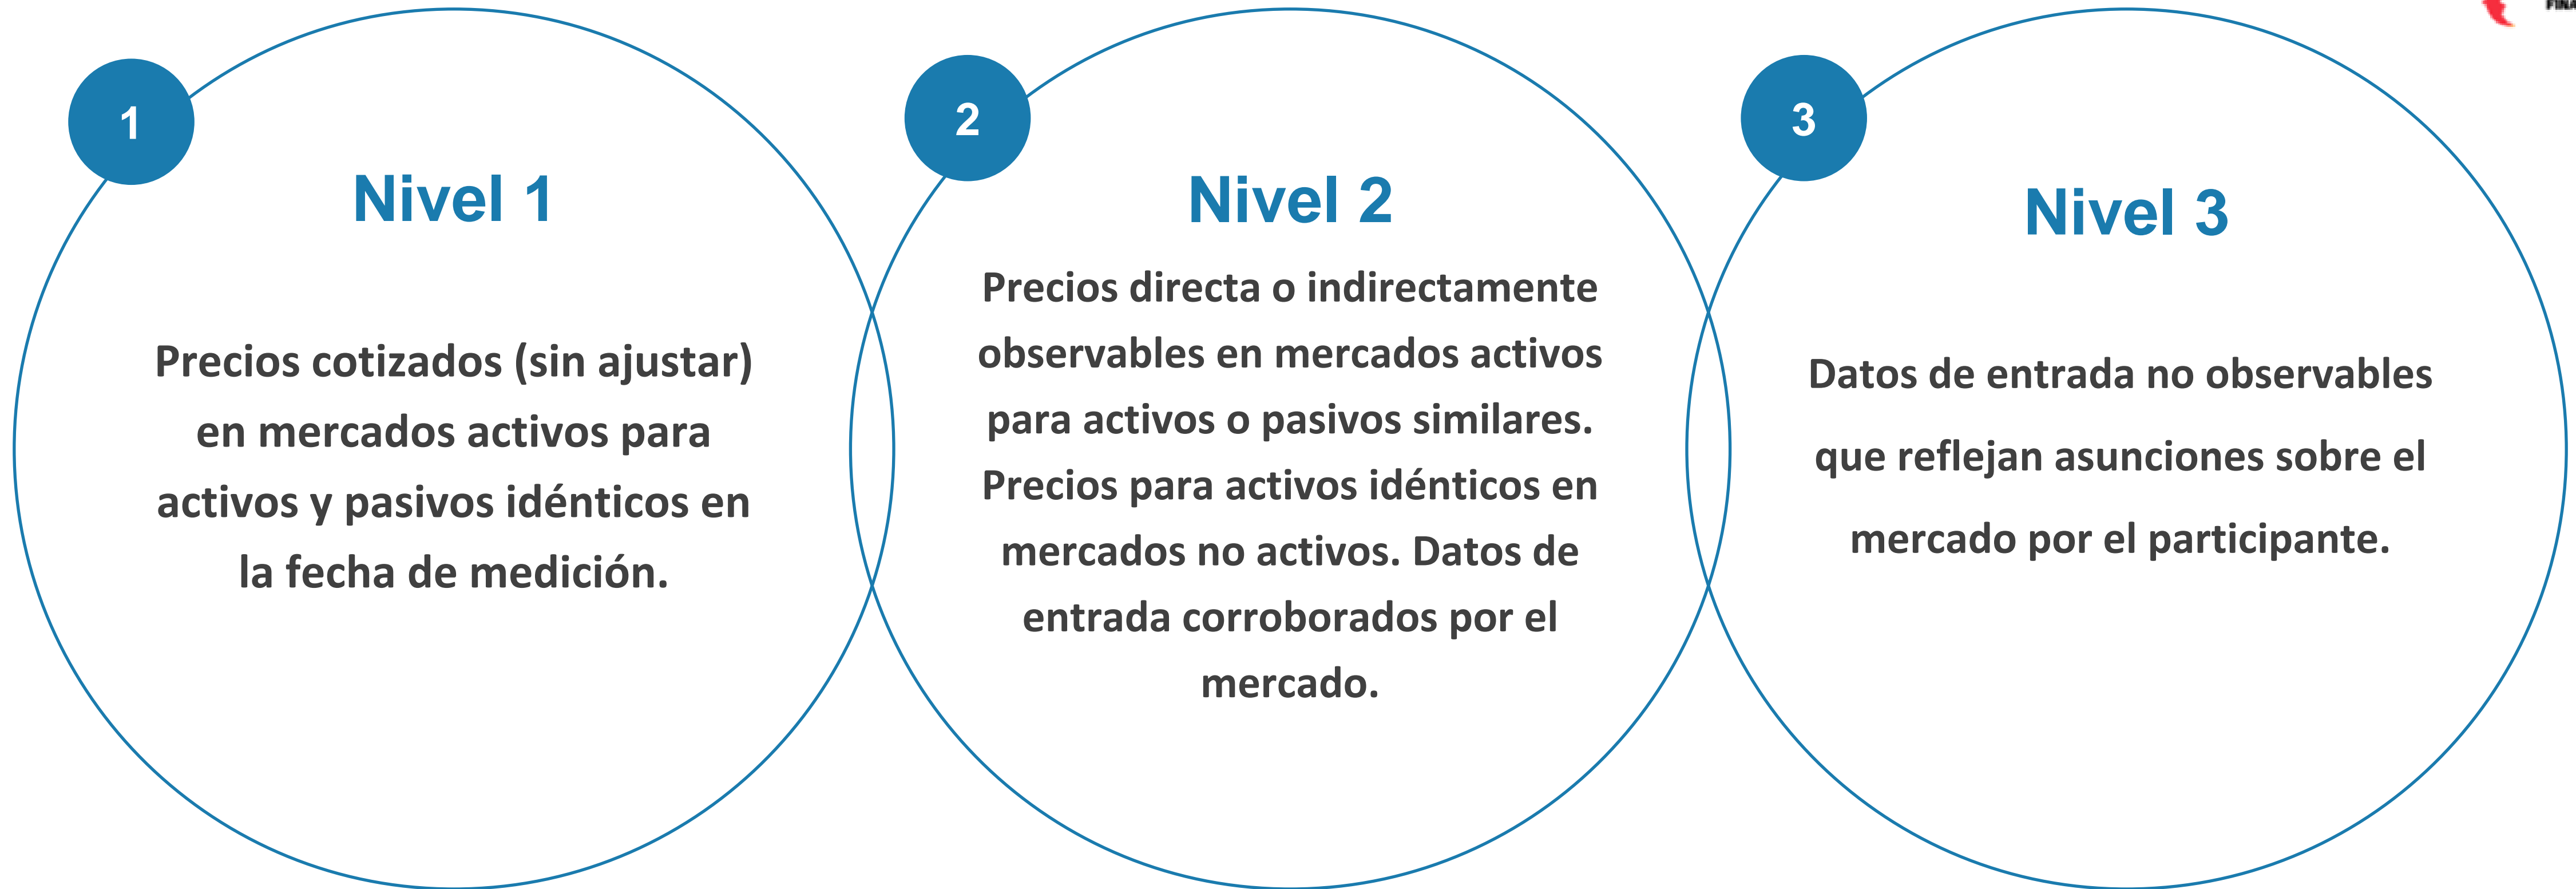 1
Nivel 1
Precios cotizados (sin ajustar)
en mercados activos para
activos y pasivos idénticos en
la fecha de medición.
2
Nivel 2
Precios directa o indirectamente
observables en mercados activos
para activos o pasivos similares.
Precios para activos idénticos en
mercados no activos. Datos de
entrada corroborados por el
mercado.
3
Nivel 3
Datos de entrada no observables
que reflejan asunciones sobre el
mercado por el participante.